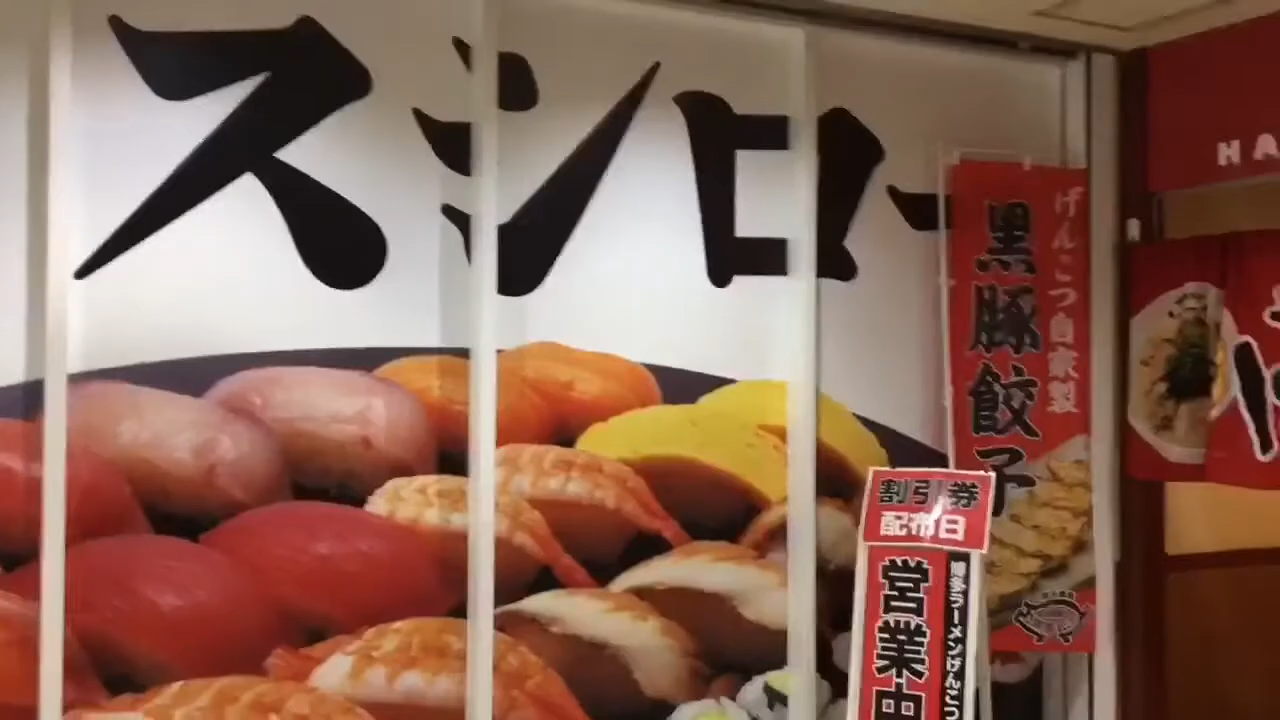 スシロー
げんこつ自家製
黒豚餃子
HA
割引券
配布日
営業中
博多ラーメンげんこつ